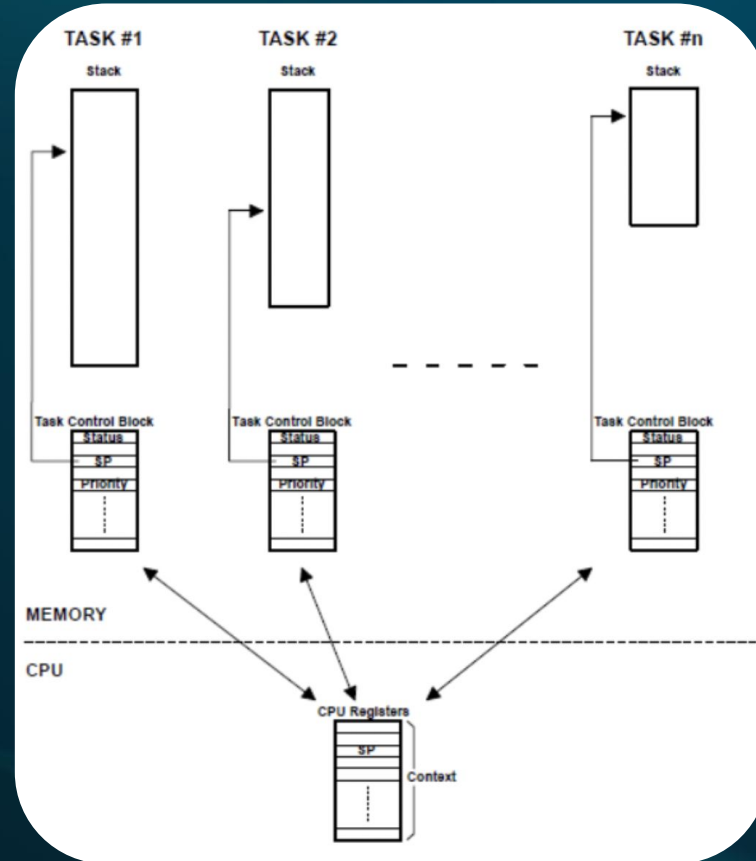 TASK #1 TASK #2 TASK #n
Stack Stack Stack
Task Control Block Task Control Block Task Control Block
Status Status Status
SP SP SP
Priority Priority Priority
MEMORY
CPU
CPU Registers
SP
Context